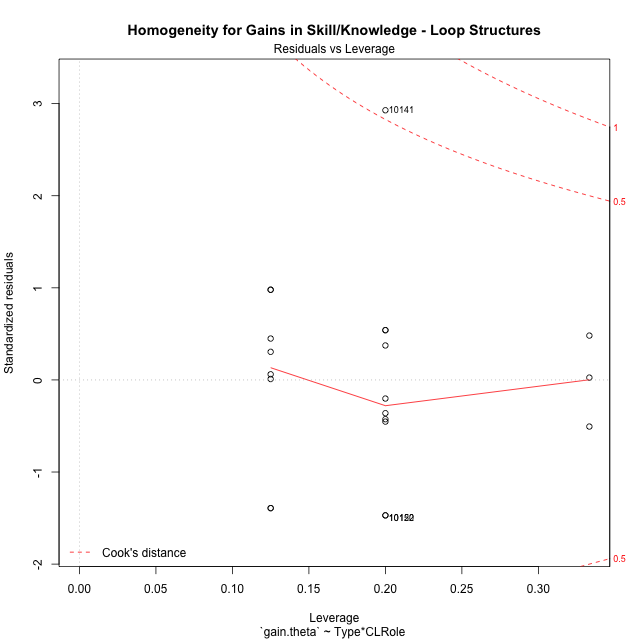 Homogeneity for Gains in Skill/Knowledge - Loop Structures
Residuals vs Leverage
Standardized residuals
3
2
1
0
-1
-2
10141
1
0.5
0.5
Cook's distance
0.00
0.05
0.10
0.15
0.20
0.25
0.30
Leverage
`gain.theta` ~ Type*CLRole